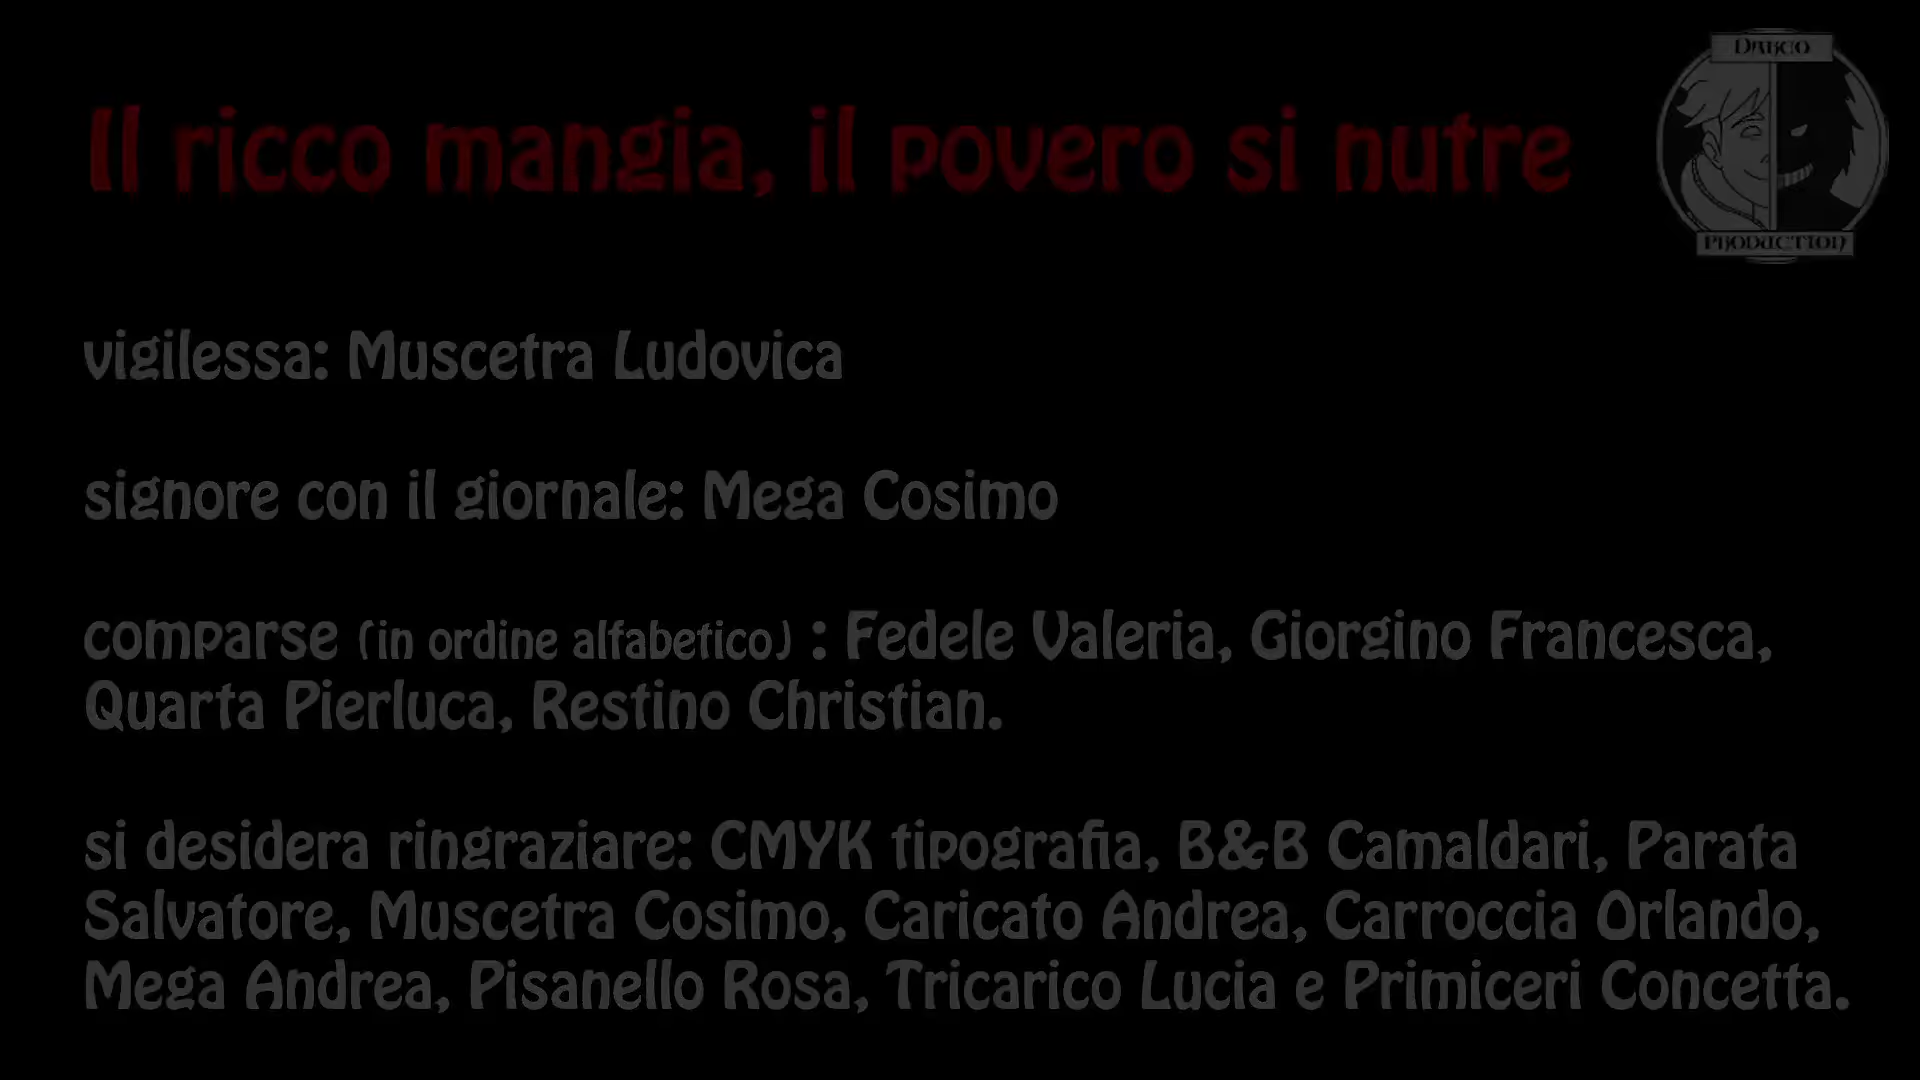 Il ricco mangia, il povero si nutre
vigilessa: Muscetra Ludovica
signore con il giornale: Mega Cosimo
comparse (in ordine alfabetico) : Fedele Valeria, Giorgino Francesca,
Quarta Pierluca, Restino Christian.
si desidera ringraziare: CMYK tipografia, B&B Camaldari, Parata
Salvatore, Muscetra Cosimo, Caricato Andrea, Carroccia Orlando,
Mega Andrea, Pisanello Rosa, Tricarico Lucia e Primiceri Concetta.
PRODUCTION